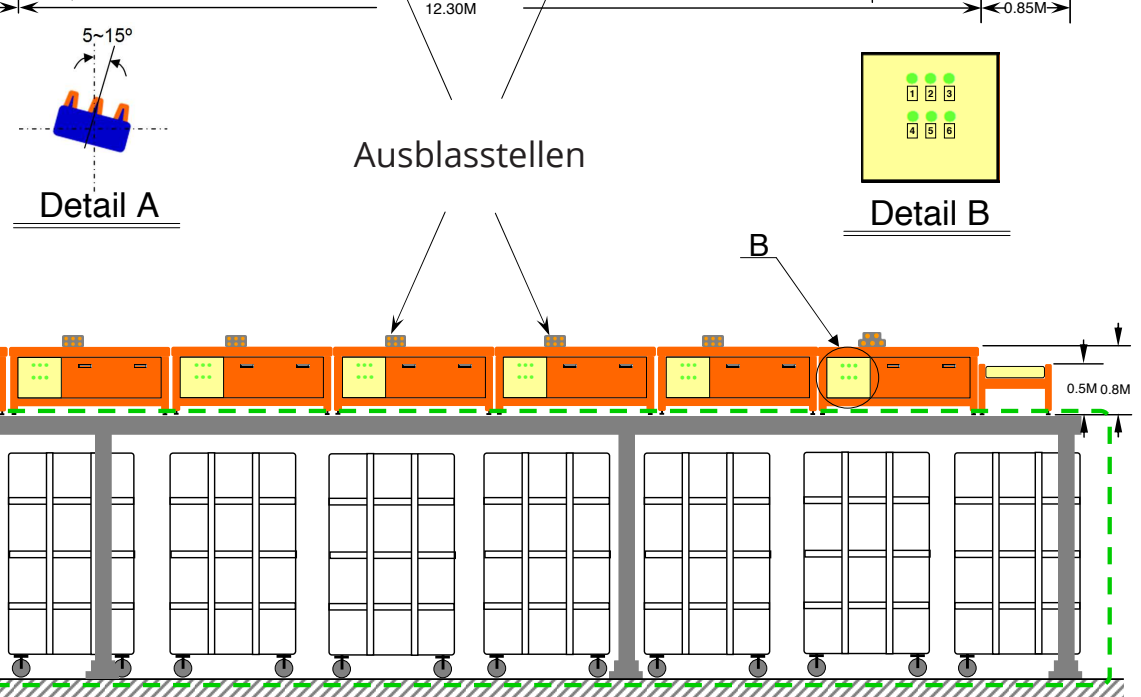 12.30M
0.85M
5~15º
Detail A
Ausblasstellen
1 2 3
4 5 6
Detail B
B
0.5M 0.8M